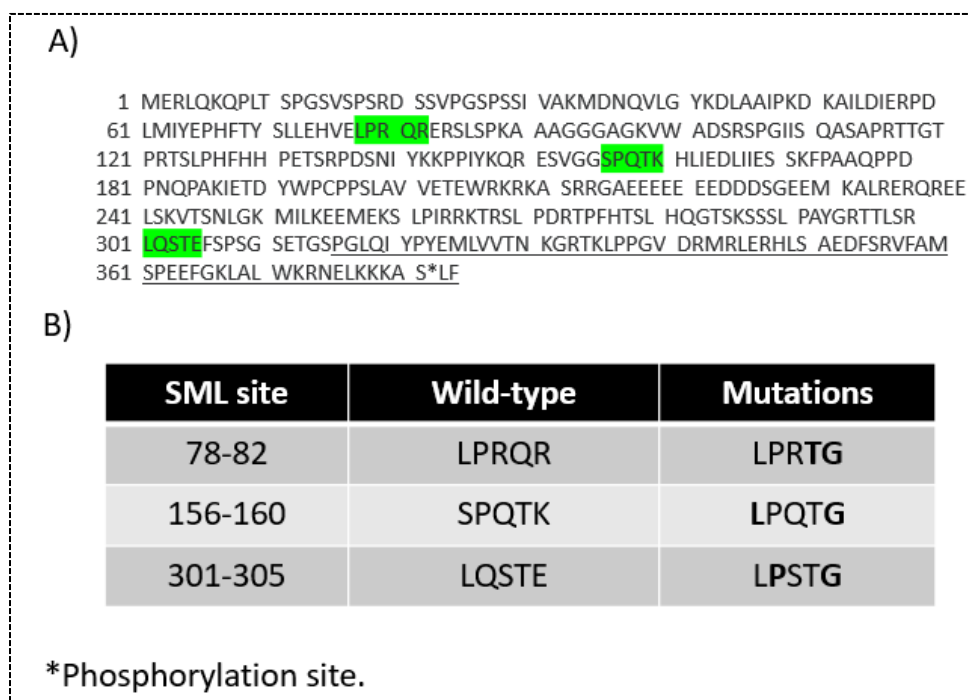 A)
1 MERLQKQPLT SPGSVSPSRD SSVPGSPSSI VAKMDNQVLG YKDLAAIPKD KAILDIERPD
61 LMIYEPHFTY SLLEHVELPR QRERSLSPKA AAGGGAGKVW ADSRSPGIIS QASAPRTTGT
121 PRTSLPHFHH PETSRPDSNI YKKPPIYKQR ESVGGSPQTK HLIEDLIIES SKFPAAQPPD
181 PNQPAKIETD YWPCPPSLAV VETEWRKRKA SRRGAEEEEE EEDDDSGEEM KALRERQREE
241 LSKVTSNLGK MILKEEMEKS LPIRRKTRSL PDRTPFHTSL HQGTSKSSSL PAYGRTTLSR
301 LQSTEFSPSG SETGSPGLQI YPYEMLVVTN KGRTKLPPGV DRMRLERHLS AEDFSRVFAM
361 SPEEFGKLAL WKRNELKKKA S*LF
B)
SML site Wild-type Mutations
78-82 LPRQR LPRTG
156-160 SPQTK LPQTG
301-305 LQSTE LPSTG
*Phosphorylation site.